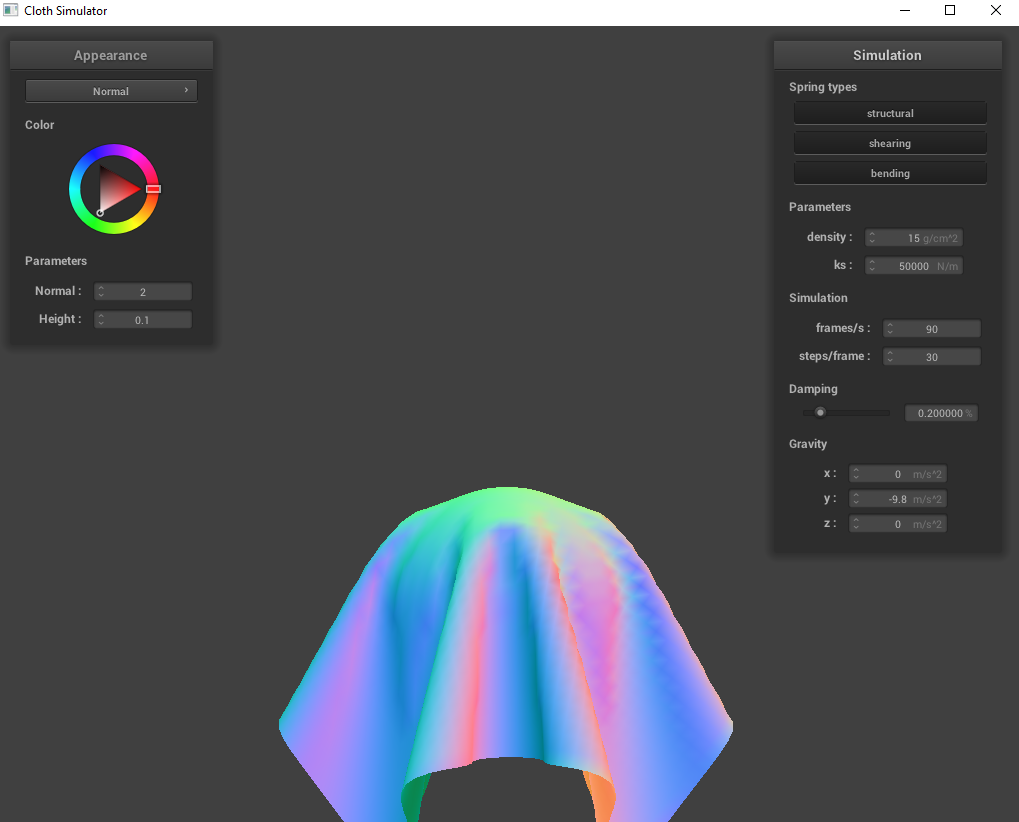 Cloth Simulator
Appearance
Normal
Color
Parameters
Normal : 2
Height : 0.1
Simulation
Spring types
structural
shearing
bending
Parameters
density : 15 g/cm^2
ks : 50000 N/m
Simulation
frames/s : 90
steps/frame : 30
Damping
0.200000 %
Gravity
x : 0 m/s^2
y : -9.8 m/s^2
z : 0 m/s^2